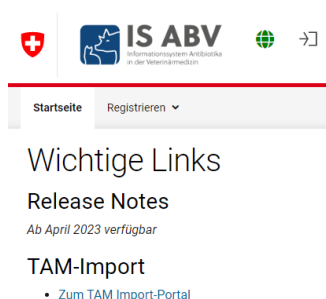 IS ABV
Informationssystem Antibiotika
in der Veterinärmedizin
Startseite Registrieren
Wichtige Links
Release Notes
Ab April 2023 verfügbar
TAM-Import
• Zum TAM Import-Portal